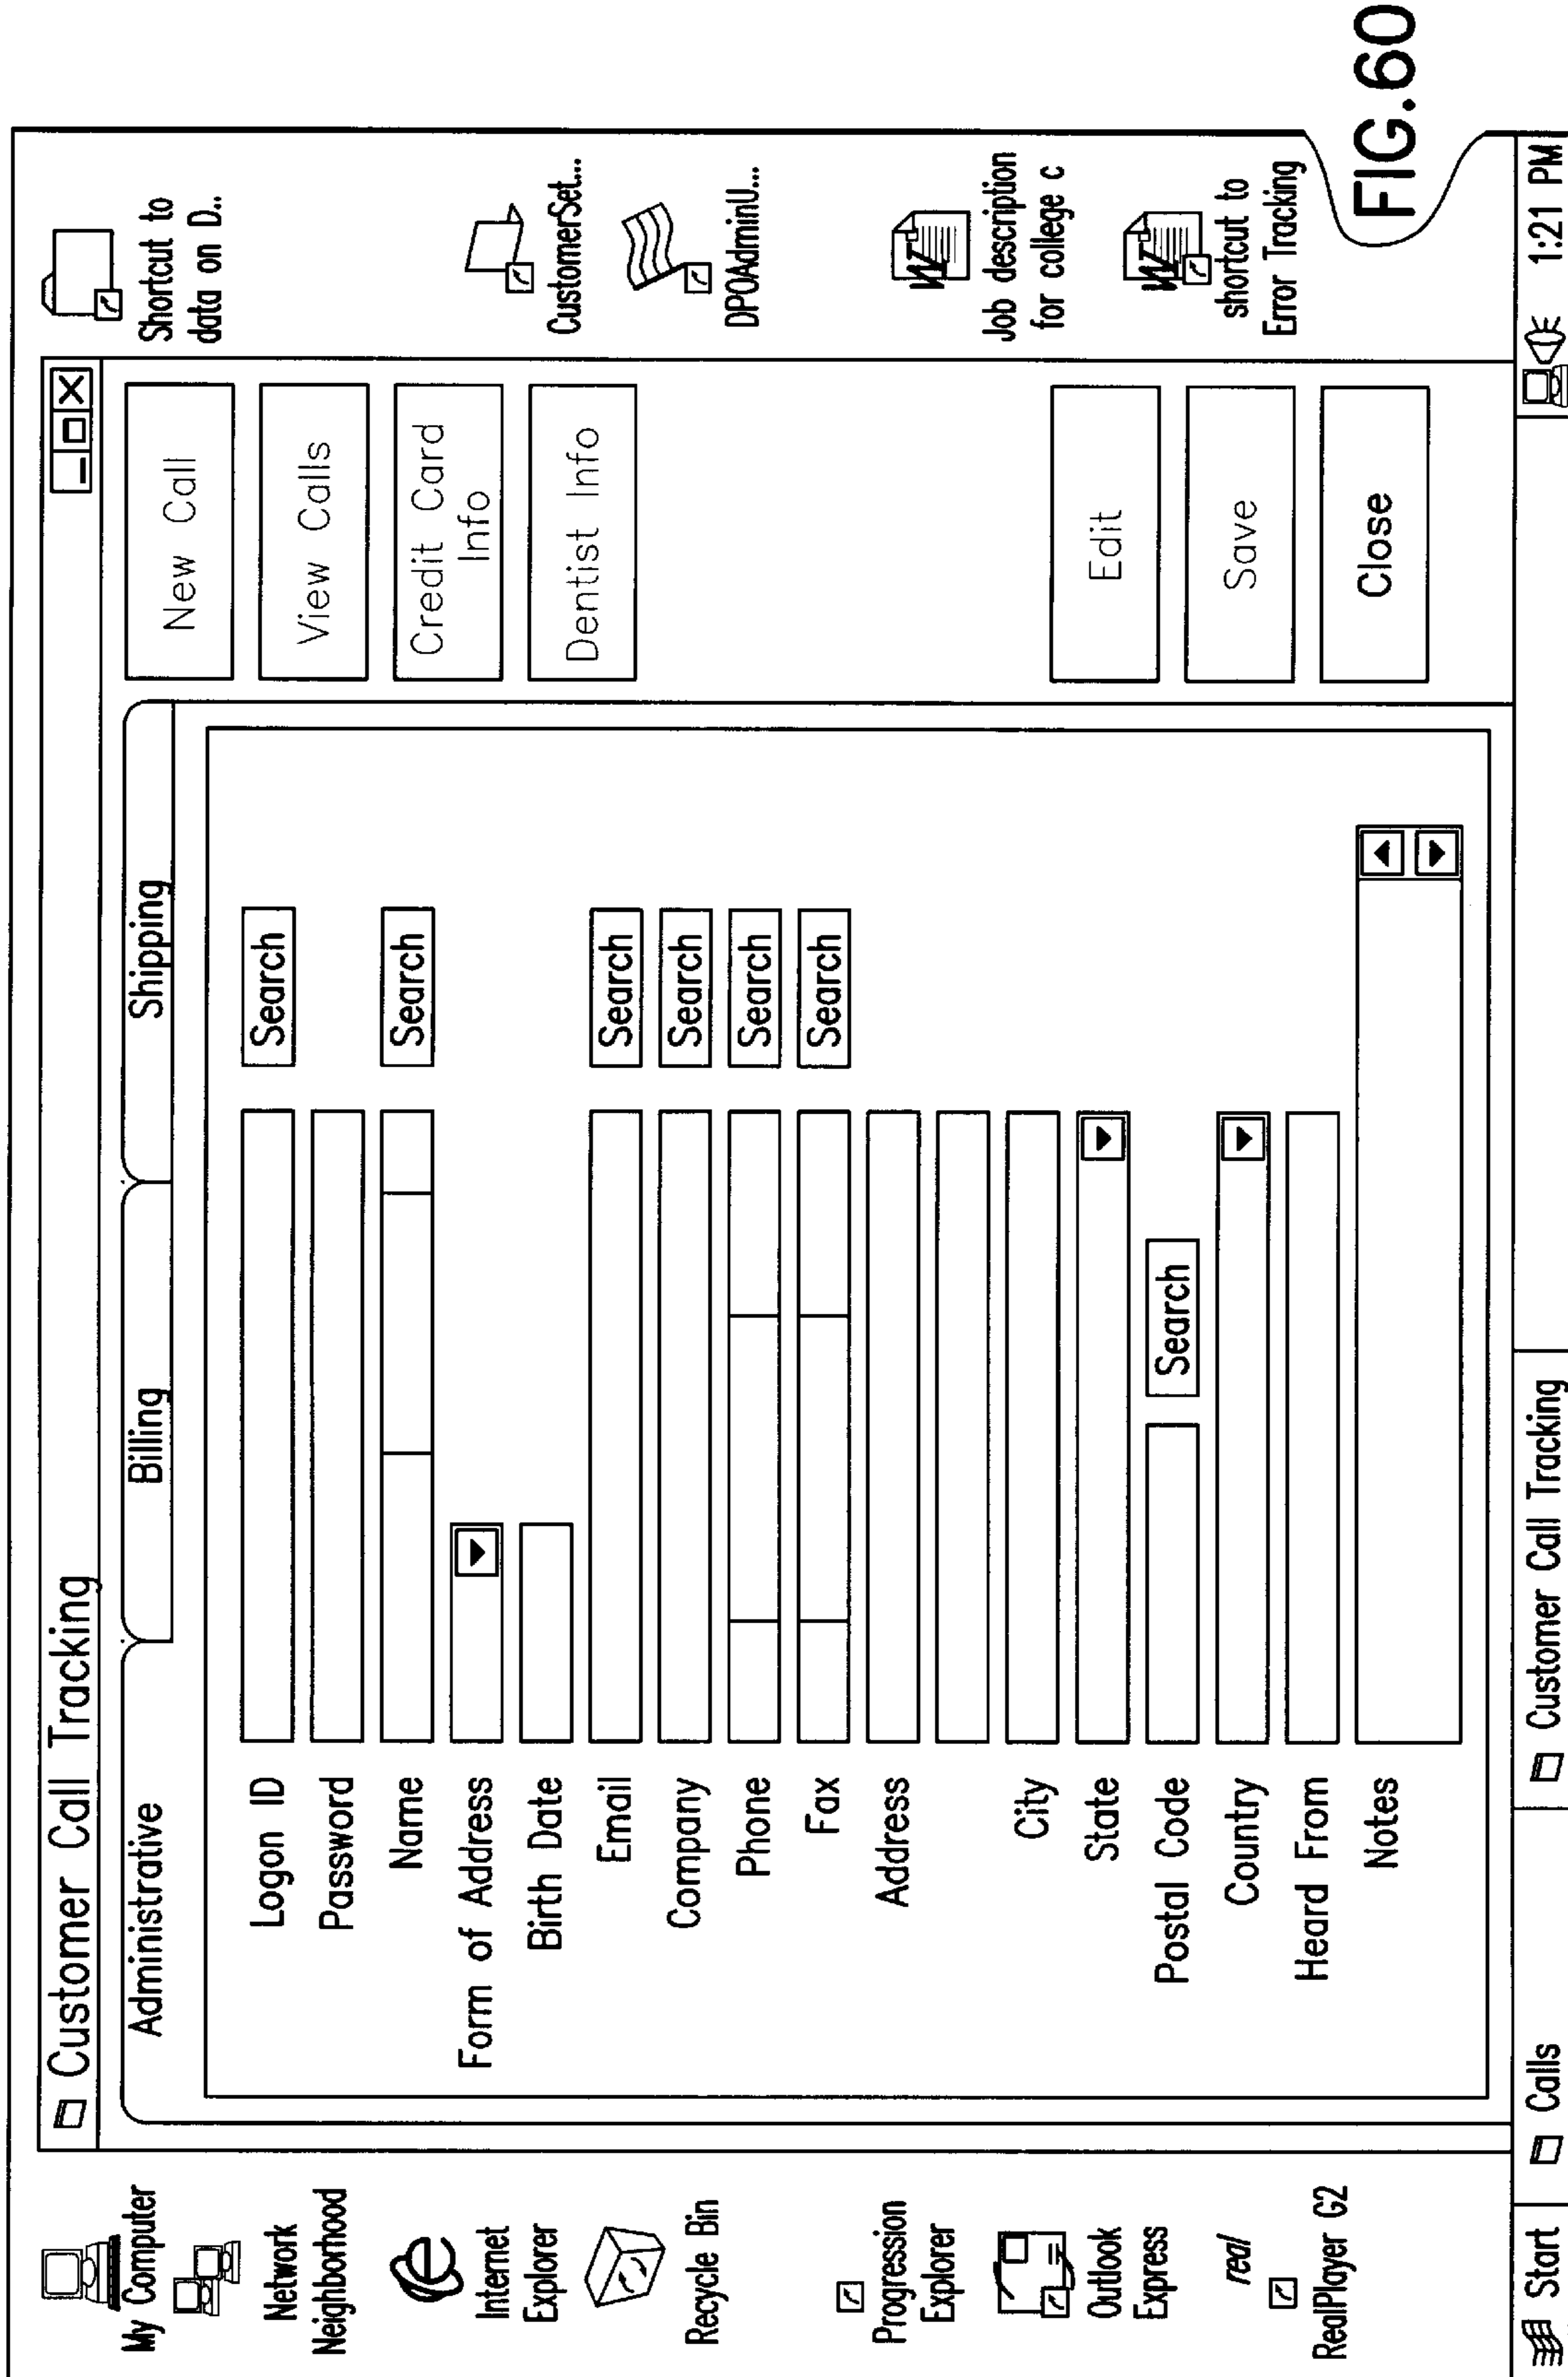 My Computer
Network
Neighborhood
Internet
Explorer
Recycle Bin
Progression
Explorer
Outlook
Express
real
RealPlayer G2
Customer Call Tracking
Administrative
Billing
Shipping
Logon ID
Search
Password
Name
Search
Form of Address
Birth Date
Email
Search
Company
Search
Phone
Search
Fax
Search
Address
City
State
Postal Code
Search
Country
Heard From
Notes
New Call
View Calls
Credit Card
Info
Dentist Info
Edit
Save
Close
Shortcut to
data on D..
CustomerSet...
DPOAdminU...
W
Job description
for college c
W
shortcut to
Error Tracking
Start
Calls
Customer Call Tracking
1:21 PM
FIG.60